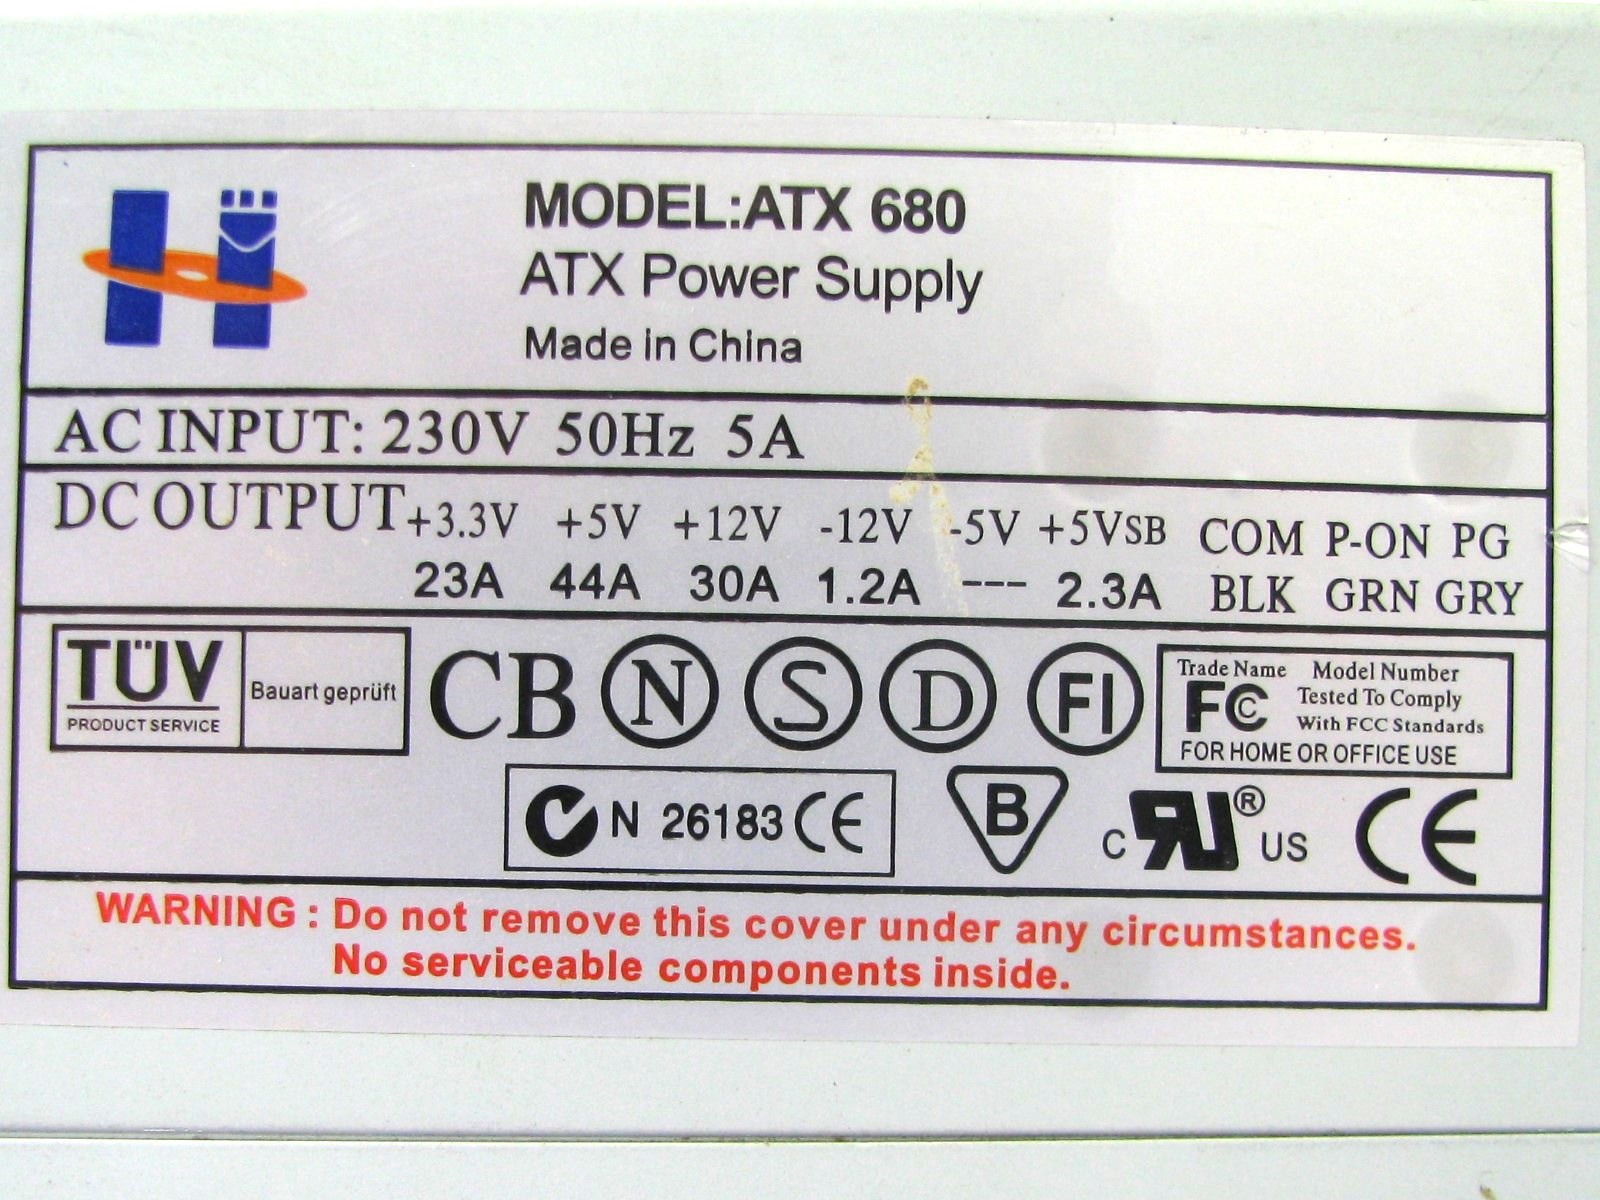 MODEL:ATX 680
ATX Power Supply
Made in China
AC INPUT: 230V 50Hz 5A
DC OUTPUT +3.3V +5V +12V -12V -5V +5VSB COM P-ON PG
23A 44A 30A 1.2A --- 2.3A BLK GRN GRY
TÜV
PRODUCT SERVICE
Bauart geprüft
CB N S D FI
Trade Name Model Number
FC Tested To Comply
With FCC Standards
FOR HOME OR OFFICE USE
N 26183 CE
B
C RU ® US
CE
WARNING : Do not remove this cover under any circumstances.
No serviceable components inside.